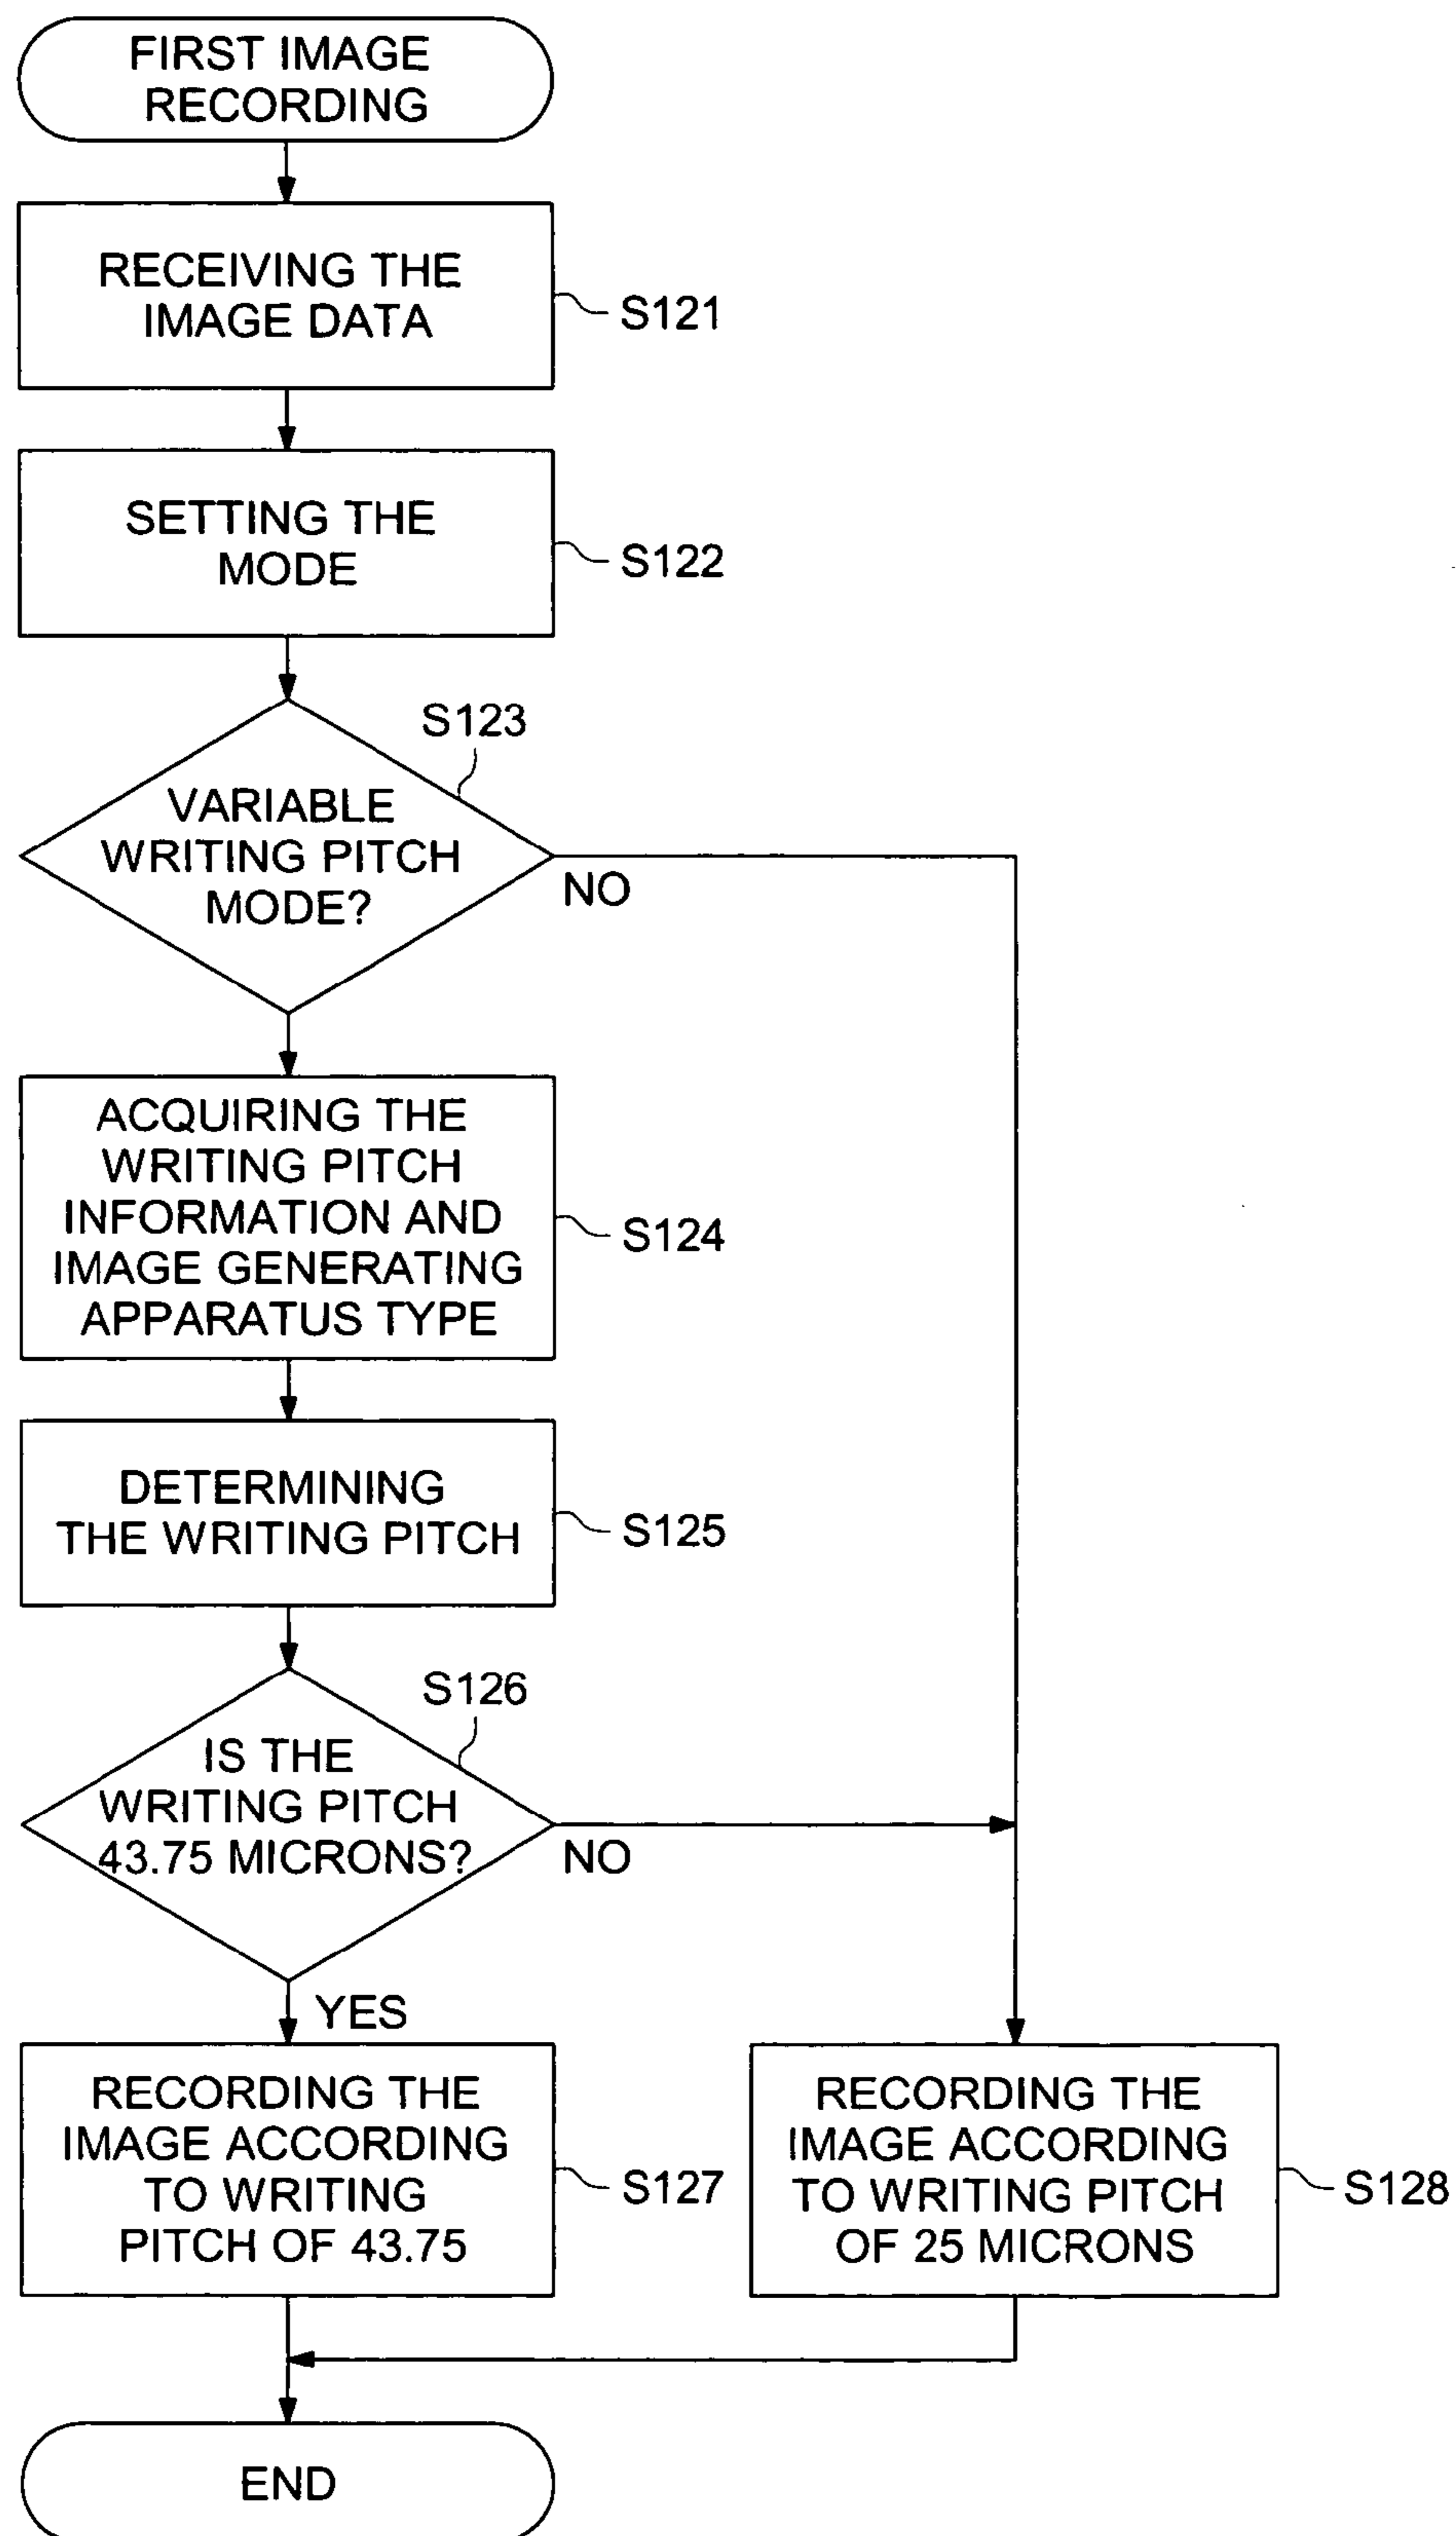 FIRST IMAGE
RECORDING
RECEIVING THE
IMAGE DATA
S121
SETTING THE
MODE
S122
S123
VARIABLE
WRITING PITCH
MODE?
NO
ACQUIRING THE
WRITING PITCH
INFORMATION AND
IMAGE GENERATING
APPARATUS TYPE
S124
DETERMINING
THE WRITING PITCH
S125
S126
IS THE
WRITING PITCH
43.75 MICRONS?
NO
YES
RECORDING THE
IMAGE ACCORDING
TO WRITING
PITCH OF 43.75
S127
RECORDING THE
IMAGE ACCORDING
TO WRITING PITCH
OF 25 MICRONS
S128
END